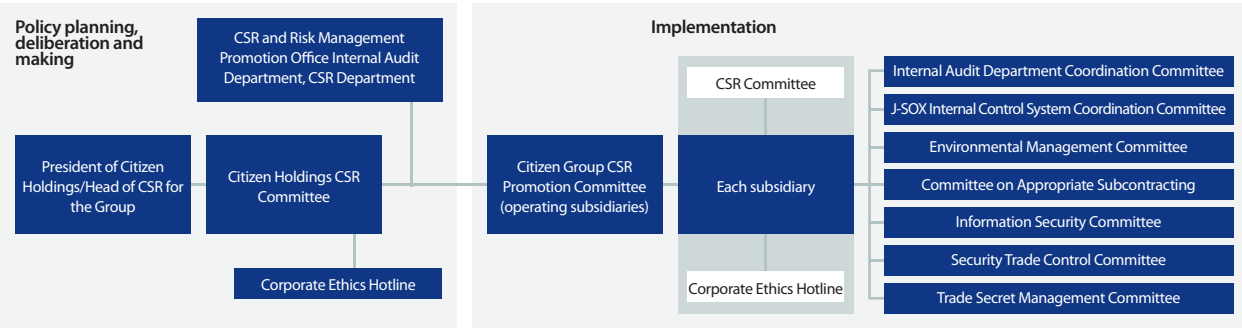 Policy planning,
deliberation and
making
CSR and Risk Management
Promotion Office Internal Audit
Department, CSR Department
President of Citizen
Holdings/Head of CSR for
the Group
Citizen Holdings CSR
Committee
Corporate Ethics Hotline
Implementation
Citizen Group CSR
Promotion Committee
(operating subsidiaries)
CSR Committee
Each subsidiary
Corporate Ethics Hotline
Internal Audit Department Coordination Committee
J-SOX Internal Control System Coordination Committee
Environmental Management Committee
Committee on Appropriate Subcontracting
Information Security Committee
Security Trade Control Committee
Trade Secret Management Committee